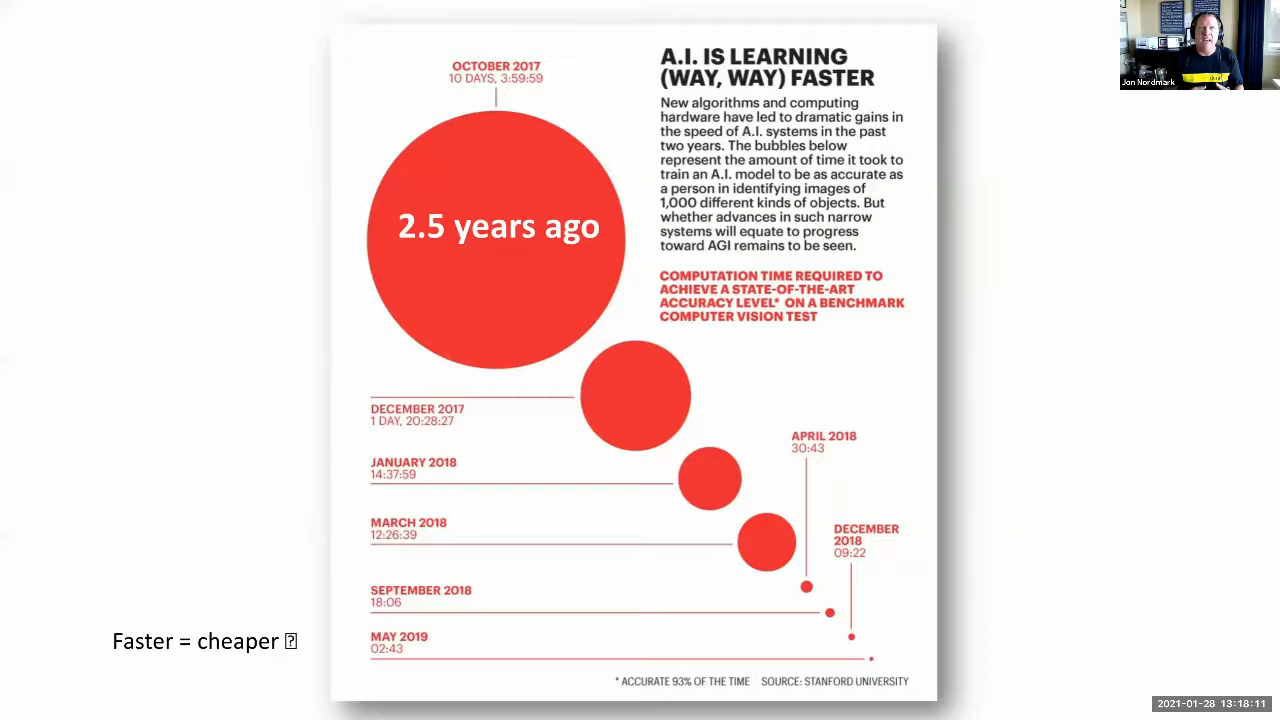 OCTOBER 2017
10 DAYS, 3:59:59
2.5 years ago
A.I. IS LEARNING
(WAY, WAY) FASTER
New algorithms and computing
hardware have led to dramatic gains in
the speed of A.I. systems in the past
two years. The bubbles below
represent the amount of time it took to
train an A.I. model to be as accurate as
a person in identifying images of
1,000 different kinds of objects. But
whether advances in such narrow
systems will equate to progress
toward AGI remains to be seen.
COMPUTATION TIME REQUIRED TO
ACHIEVE A STATE-OF-THE-ART
ACCURACY LEVEL* ON A BENCHMARK
COMPUTER VISION TEST
DECEMBER 2017
1 DAY, 20:28:27
JANUARY 2018
14:37:59
MARCH 2018
12:26:39
APRIL 2018
30:43
SEPTEMBER 2018
18:06
DECEMBER
2018
09:22
MAY 2019
02:43
* ACCURATE 93% OF THE TIME SOURCE: STANFORD UNIVERSITY
Faster = cheaper
Jon Nordmark
2021-01-28 13:18:11